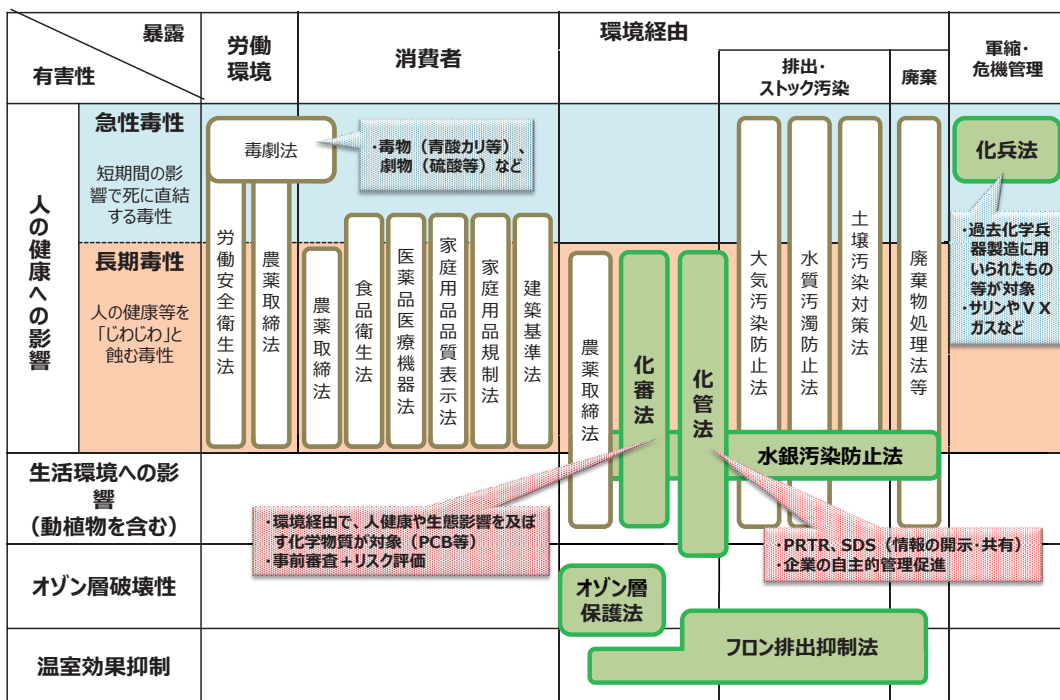 暴露
有害性
労働
環境
消費者
環境経由
排出・
ストック汚染
廃棄
軍縮・
危機管理
人の健康への影響
急性毒性
短期間の影
響で死に直結
する毒性
長期毒性
人の健康等を
「じわじわ」と
蝕む毒性
毒劇法
・毒物（青酸カリ等）、
劇物（硫酸等）など
労働安全衛生法
農薬取締法
農薬取締法
食品衛生法
医薬品医療機器法
家庭用品品質表示法
家庭用品規制法
建築基準法
農薬取締法
化審法
化管法
大気汚染防止法
水質汚濁防止法
土壌汚染対策法
廃棄物処理法等
化兵法
・過去化学兵
器製造に用
いられたもの
等が対象
・サリンやＶＸ
ガスなど
水銀汚染防止法
生活環境への影
響
（動植物を含む）
・環境経由で、人健康や生態影響を及ぼ
す化学物質が対象（PCB等）
・事前審査＋リスク評価
・PRTR、SDS（情報の開示・共有）
・企業の自主的管理促進
オゾン層破壊性
オゾン層
保護法
温室効果抑制
フロン排出抑制法